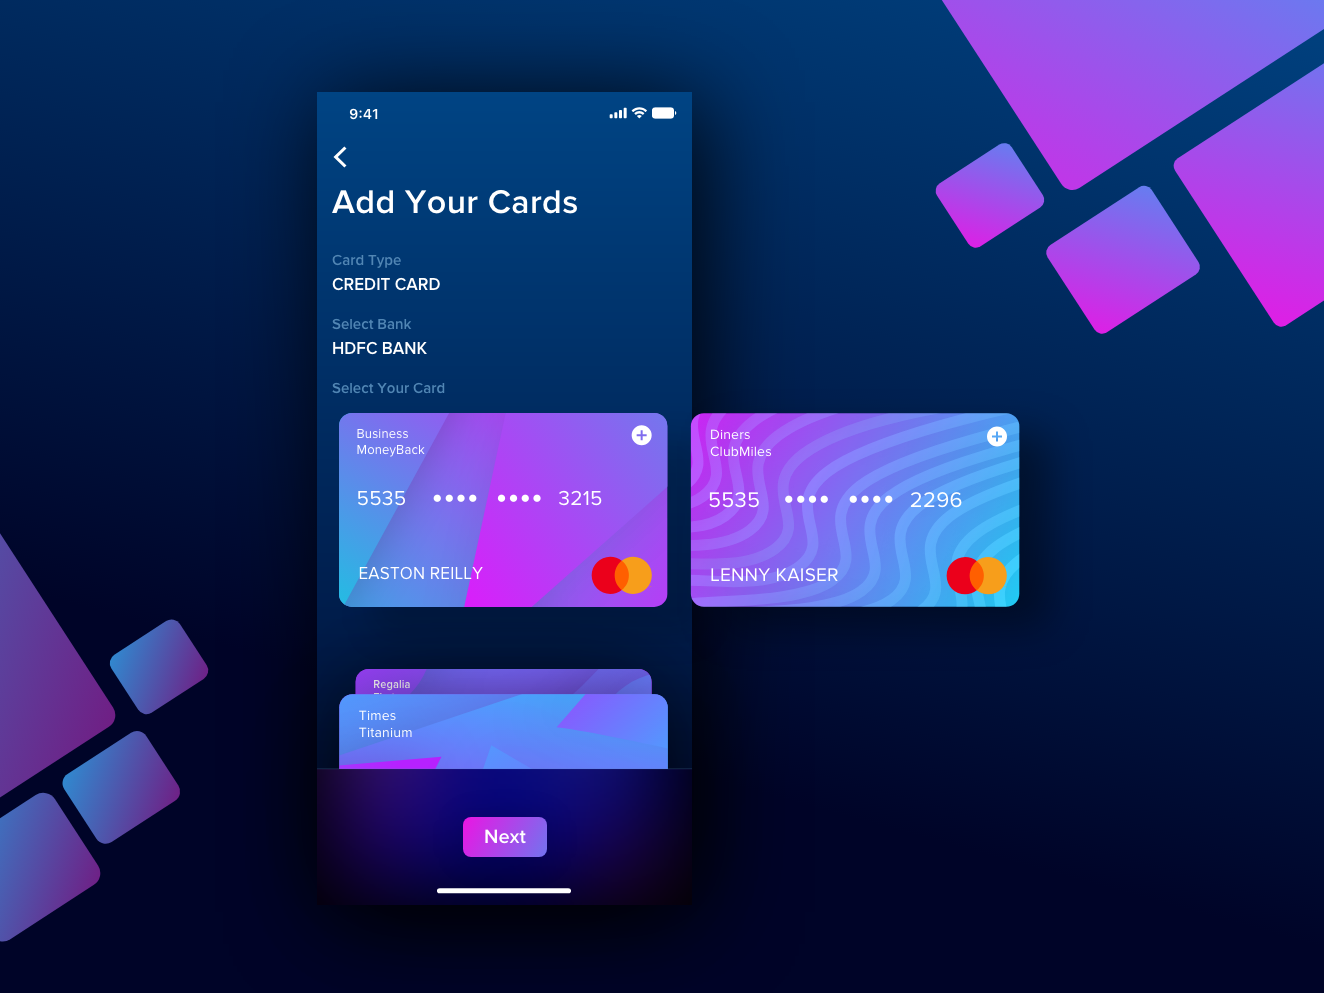 9:41
Add Your Cards
Card Type
CREDIT CARD
Select Bank
HDFC BANK
Select Your Card
Business
MoneyBack
5535 •••• •••• 3215
EASTON REILLY
Diners
ClubMiles
5535 •••• •••• 2296
LENNY KAISER
Regalia
Times
Titanium
Next